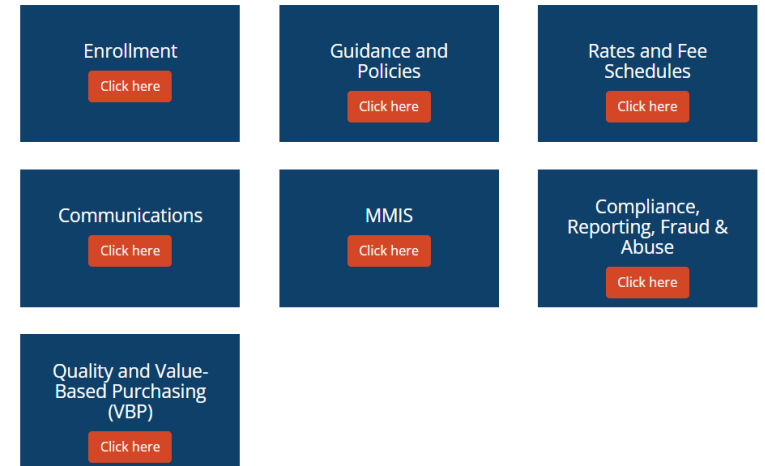 Enrollment
Click here
Guidance and
Policies
Click here
Rates and Fee
Schedules
Click here
Communications
Click here
MMIS
Click here
Compliance,
Reporting, Fraud &
Abuse
Click here
Quality and Value-
Based Purchasing
(VBP)
Click here